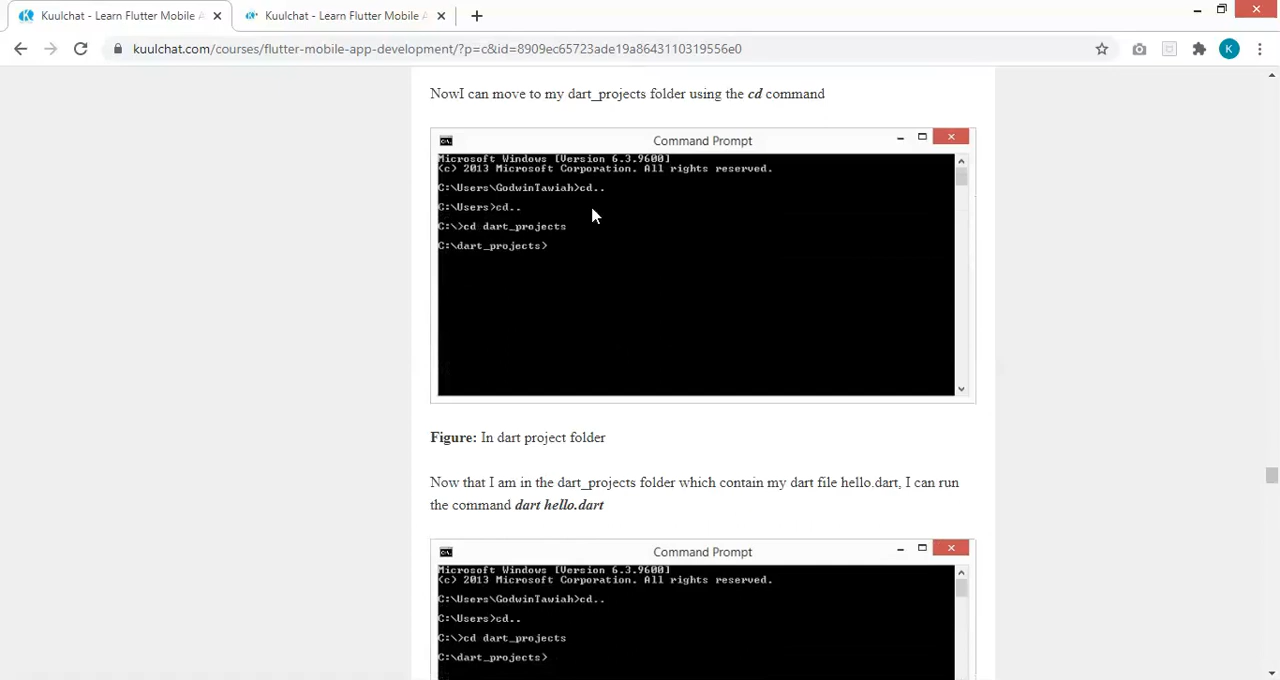 Kuulchat - Learn Flutter Mobile A
Kuulchat - Learn Flutter Mobile A
kuulchat.com/courses/flutter-mobile-app-development/?p=c&id=8909ec65723ade19a8643110319556e0
K
NowI can move to my dart_projects folder using the cd command
Command Prompt
Microsoft Windows [Version 6.3.9600]
(c) 2013 Microsoft Corporation. All rights reserved.
C:\Users\GodwinTawiah>cd..
C:\Users>cd..
C:\>cd dart_projects
C:\dart_projects>
Figure: In dart project folder
Now that I am in the dart_projects folder which contain my dart file hello.dart, I can run
the command dart hello.dart
Command Prompt
Microsoft Windows [Version 6.3.9600]
(c) 2013 Microsoft Corporation. All rights reserved.
C:\Users\GodwinTawiah>cd..
C:\Users>cd..
C:\>cd dart_projects
C:\dart_projects>